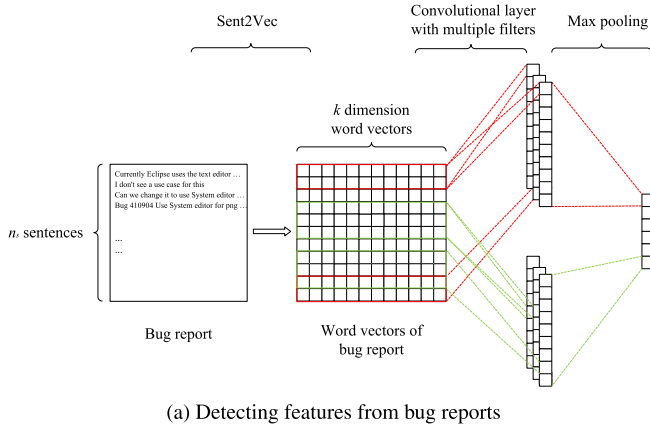 Sent2Vec
Convolutional layer
with multiple filters
Max pooling
k dimension
word vectors
Currently Eclipse uses the text editor ...
I don't see a use case for this
Can we change it to use System editor ...
Bug 410904 Use System editor for png ...
...
...
nₛ sentences
Bug report
Word vectors of
bug report
(a) Detecting features from bug reports